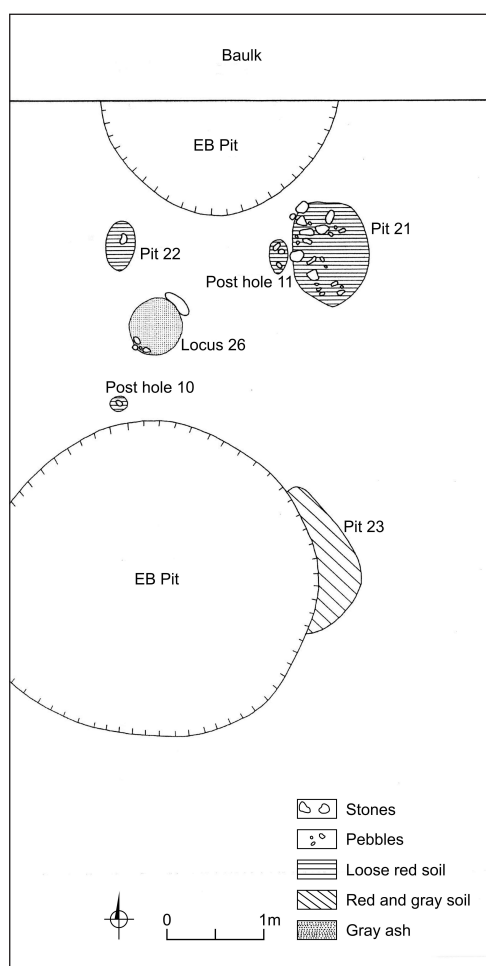 Baulk
EB Pit
Pit 21
Pit 22
Post hole 11
Locus 26
Post hole 10
Pit 23
EB Pit
Stones
Pebbles
Loose red soil
Red and gray soil
Gray ash
0 1m